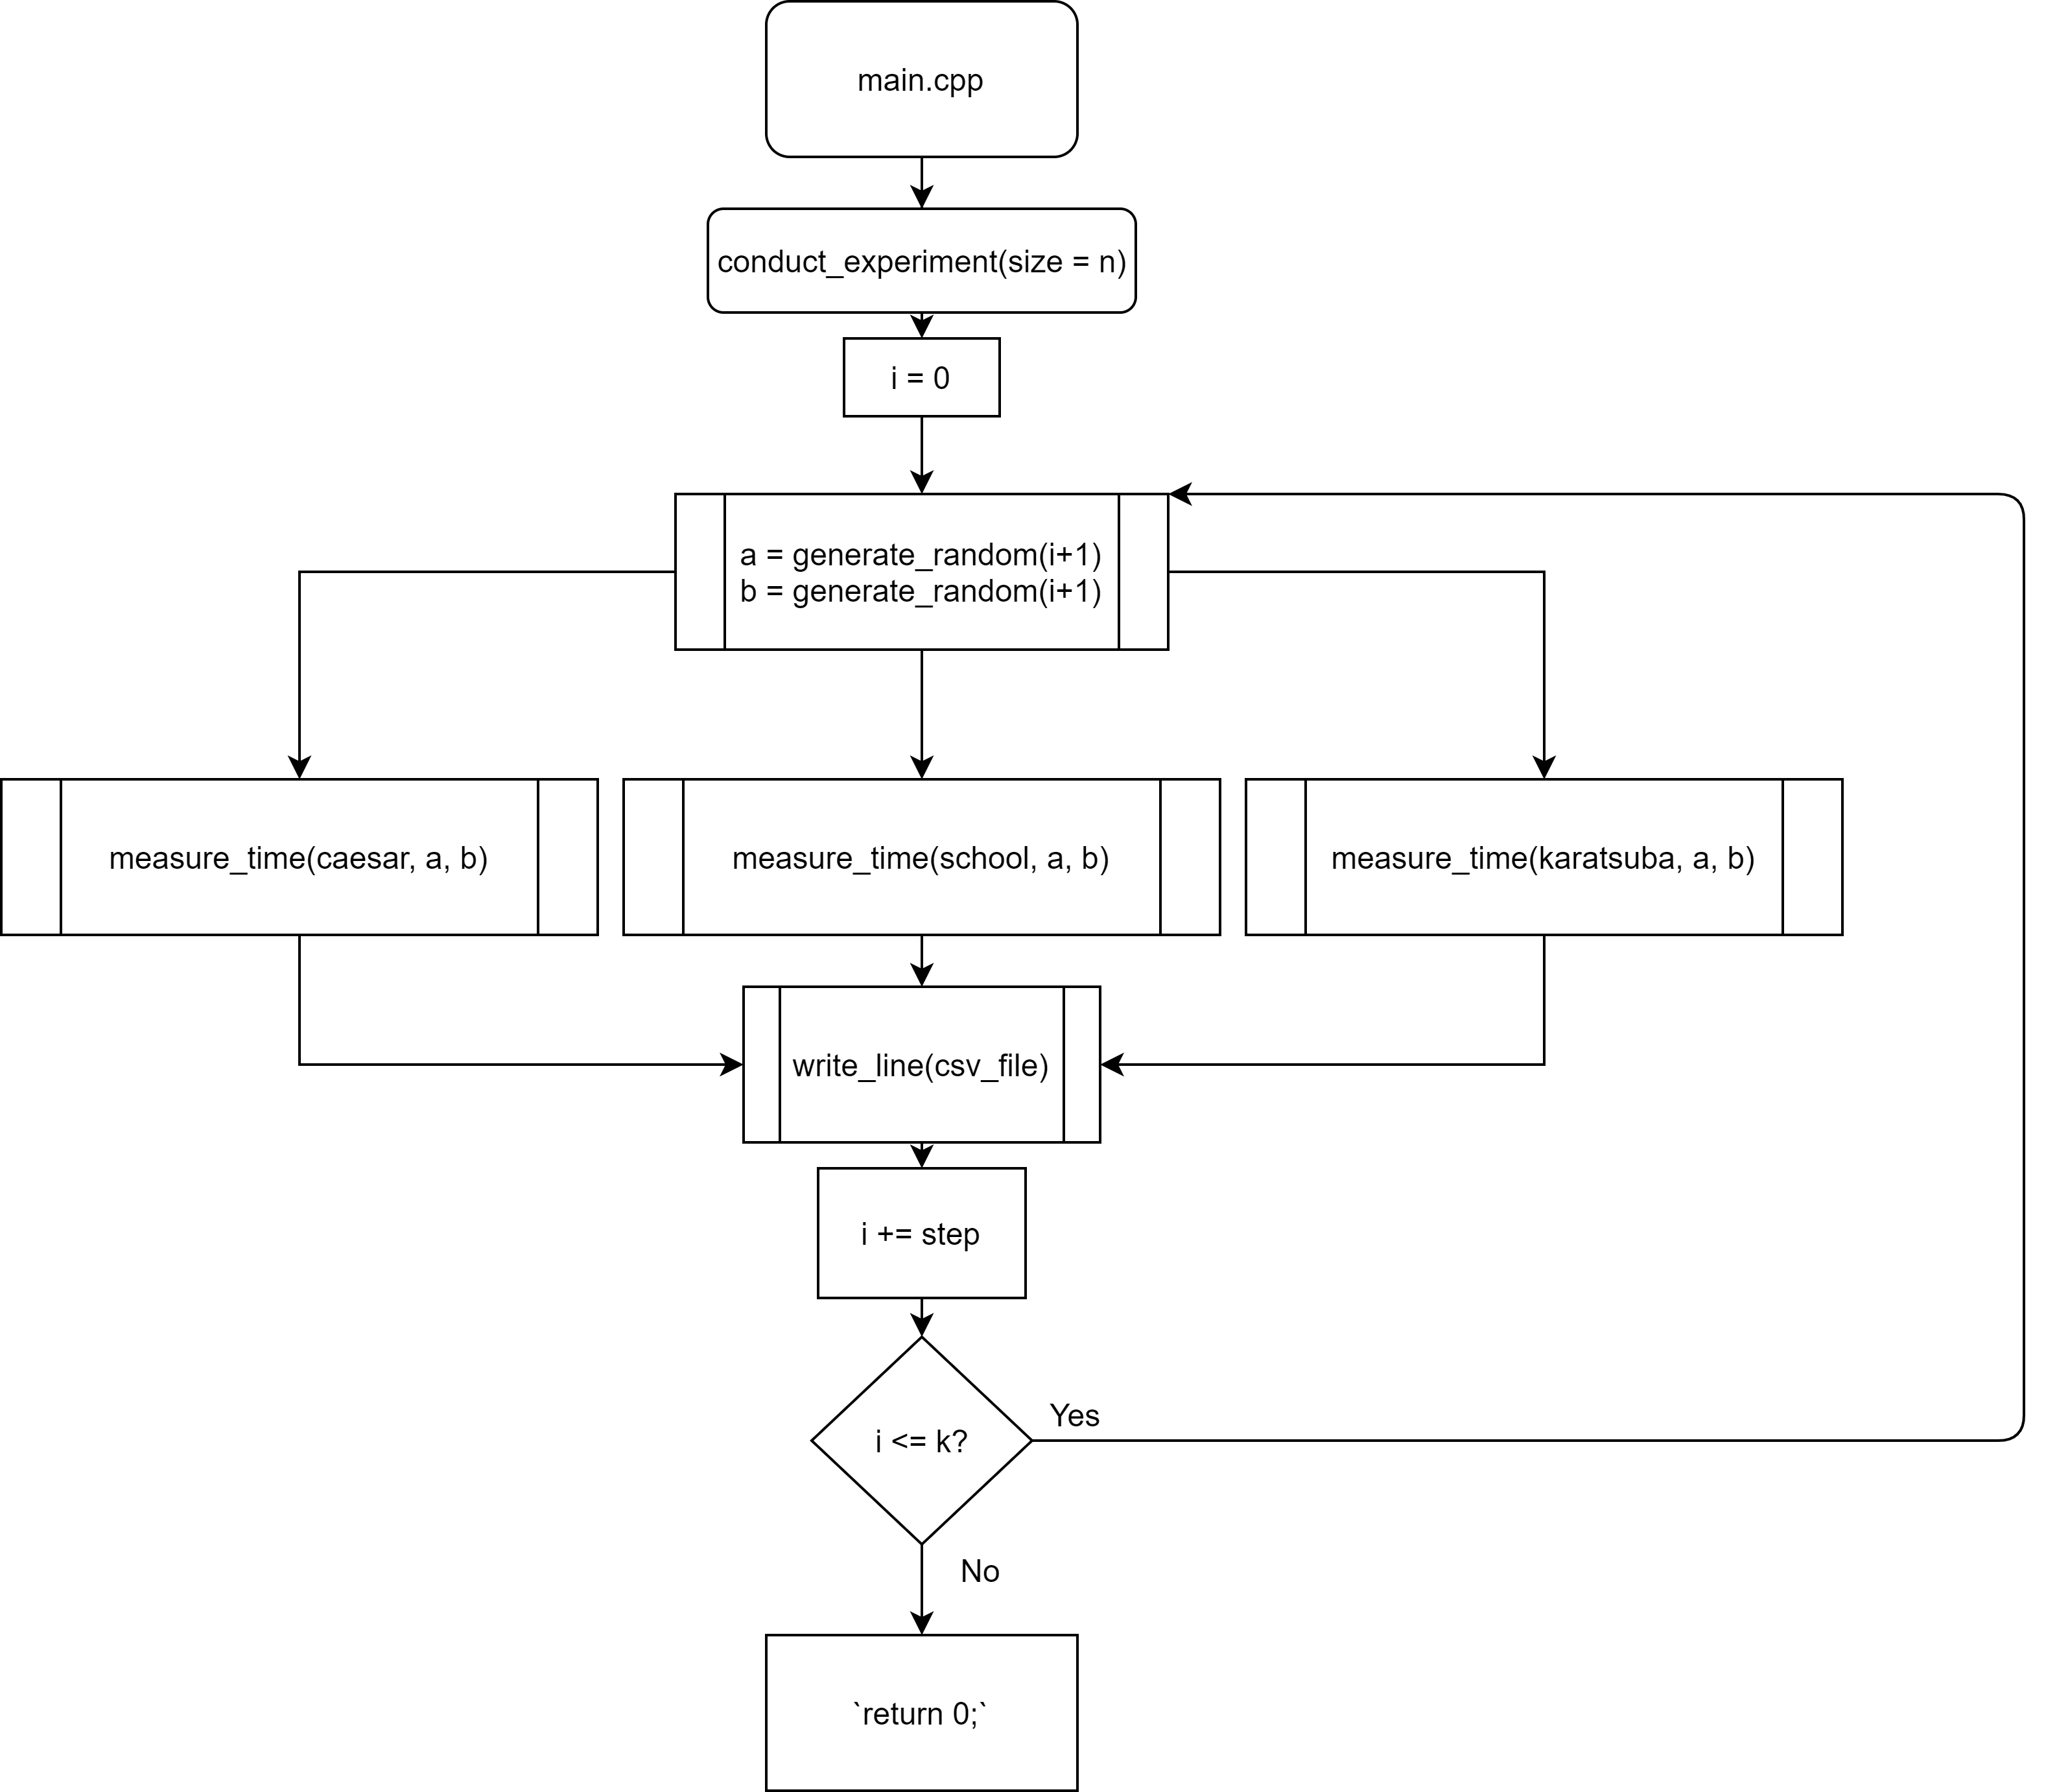 main.cpp
conduct_experiment(size = n)
i = 0
a = generate_random(i+1)
b = generate_random(i+1)
measure_time(caesar, a, b)
measure_time(school, a, b)
measure_time(karatsuba, a, b)
write_line(csv_file)
i += step
i <= k?
Yes
No
`return 0;`